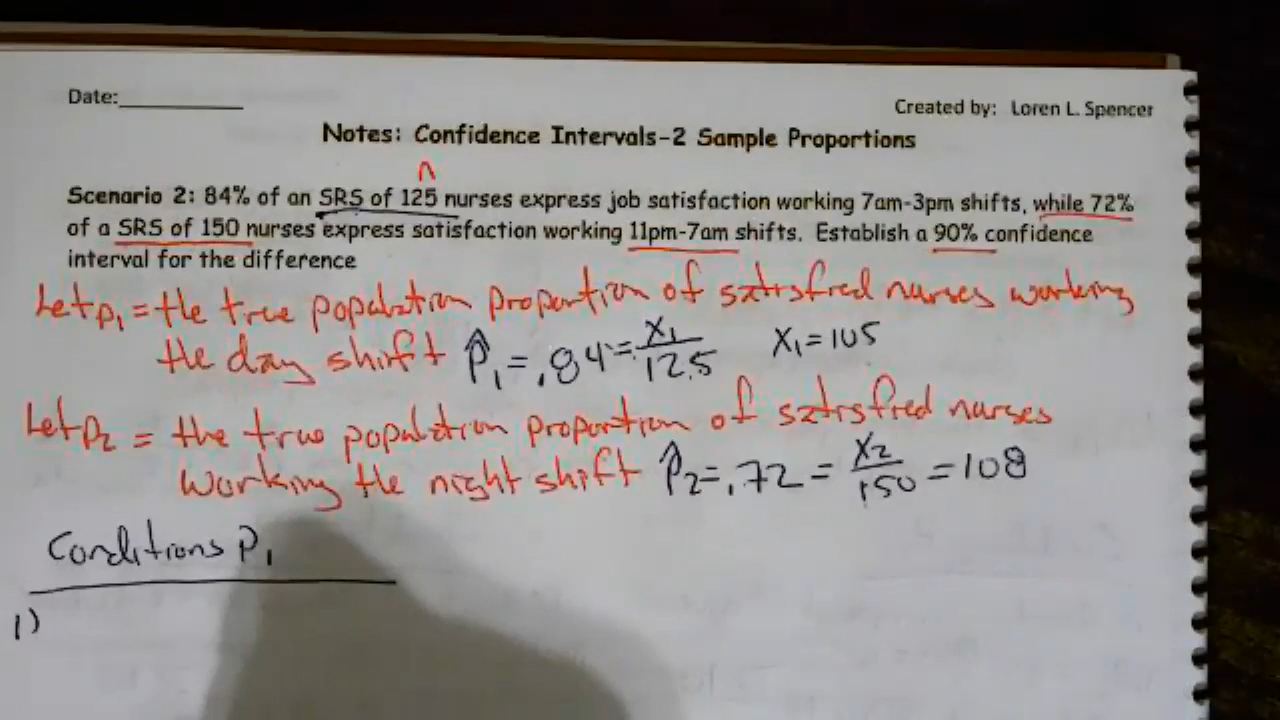 Date:__________
Created by: Loren L. Spencer
Notes: Confidence Intervals-2 Sample Proportions
n
Scenario 2: 84% of an SRS of 125 nurses express job satisfaction working 7am-3pm shifts, while 72%
of a SRS of 150 nurses express satisfaction working 11pm-7am shifts. Establish a 90% confidence
interval for the difference
Let p₁ = the true population proportion of satisfied nurses working
the day shift p̂₁ = .84 = x₁/125 x₁ = 105
Let p₂ = the true population proportion of satisfied nurses
working the night shift p̂₂ = .72 = x₂/150 = 108
Conditions p₁
1)